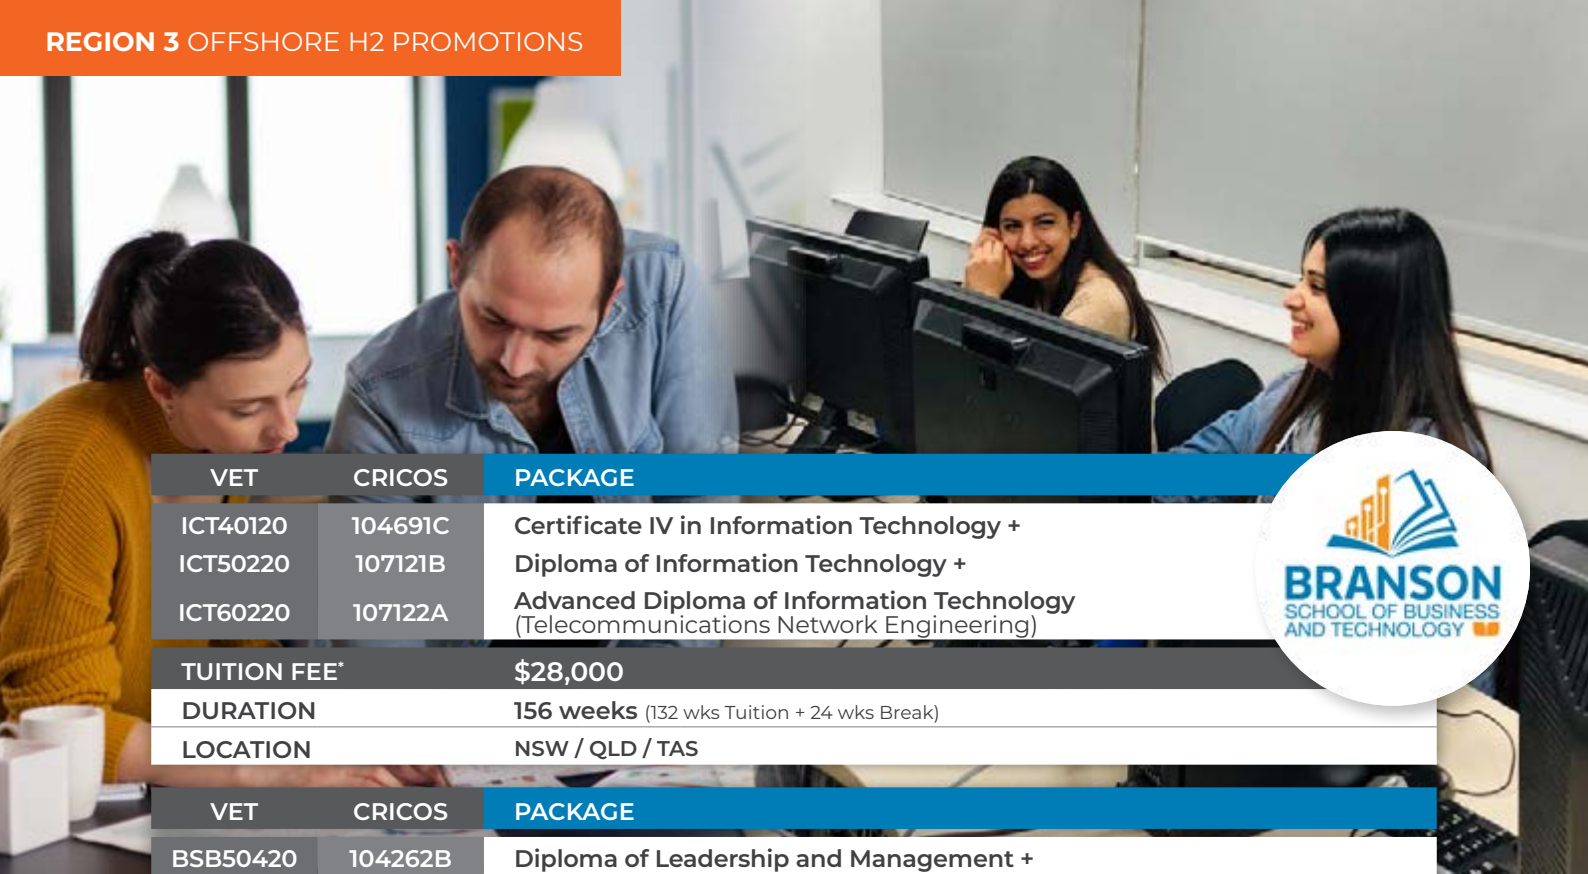 REGION 3 OFFSHORE H2 PROMOTIONS
VET CRICOS PACKAGE
ICT40120 104691C Certificate IV in Information Technology +
ICT50220 107121B Diploma of Information Technology +
ICT60220 107122A Advanced Diploma of Information Technology
(Telecommunications Network Engineering)
BRANSON
SCHOOL OF BUSINESS
AND TECHNOLOGY
TUITION FEE* $28,000
DURATION 156 weeks (132 wks Tuition + 24 wks Break)
LOCATION NSW / QLD / TAS
VET CRICOS PACKAGE
BSB50420 104262B Diploma of Leadership and Management +